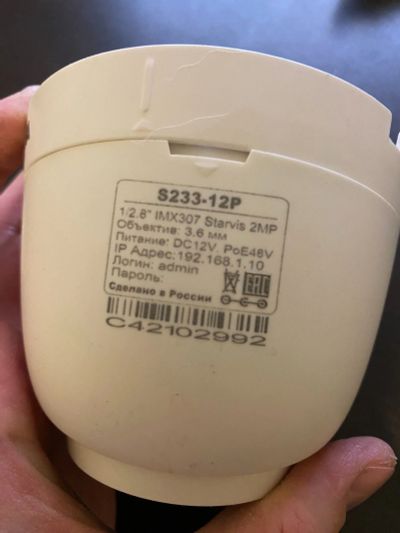 S233-12P
1/2.8" IMX307 Starvis 2MP
Объектив: 3.6 мм
Питание: DC12V, PoE48V
IP Адрес:192.168.1.10
Логин: admin
Пароль:
Сделано в России
EAC
C42102992